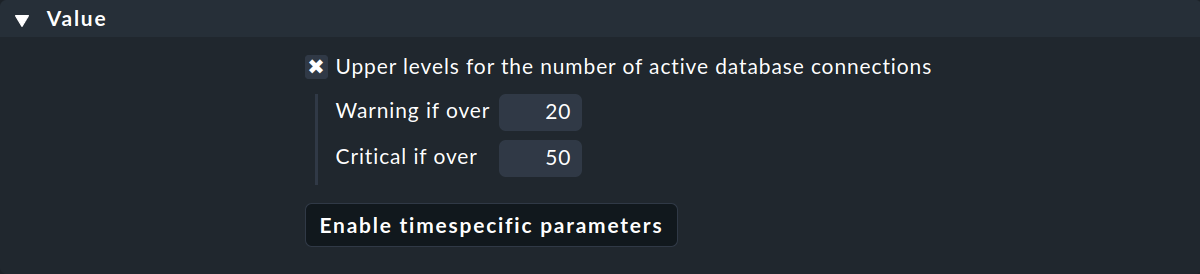 Value
Upper levels for the number of active database connections
Warning if over 20
Critical if over 50
Enable timespecific parameters